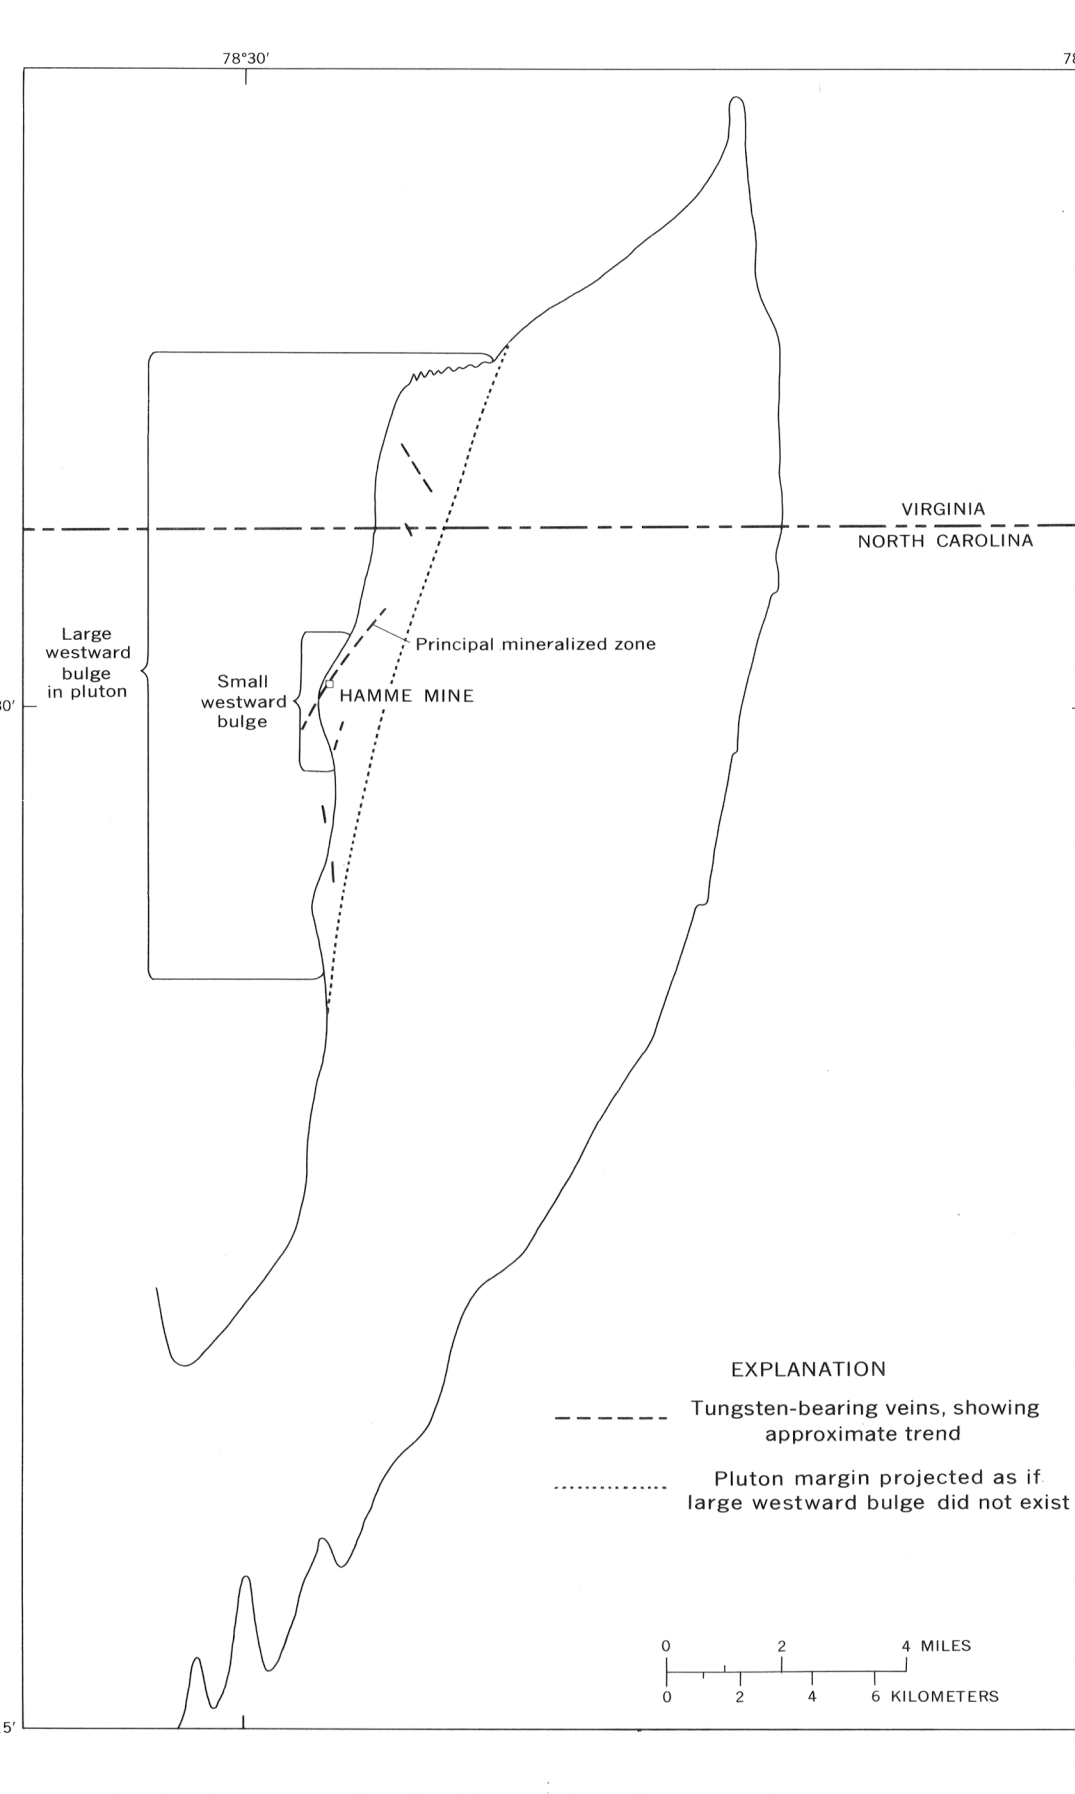 78°30′
VIRGINIA
NORTH CAROLINA
Large
westward
bulge
in pluton
Principal mineralized zone
Small
westward
bulge
HAMME MINE
EXPLANATION
Tungsten-bearing veins, showing
approximate trend
Pluton margin projected as if
large westward bulge did not exist
0 2 4 MILES
0 2 4 6 KILOMETERS
5′